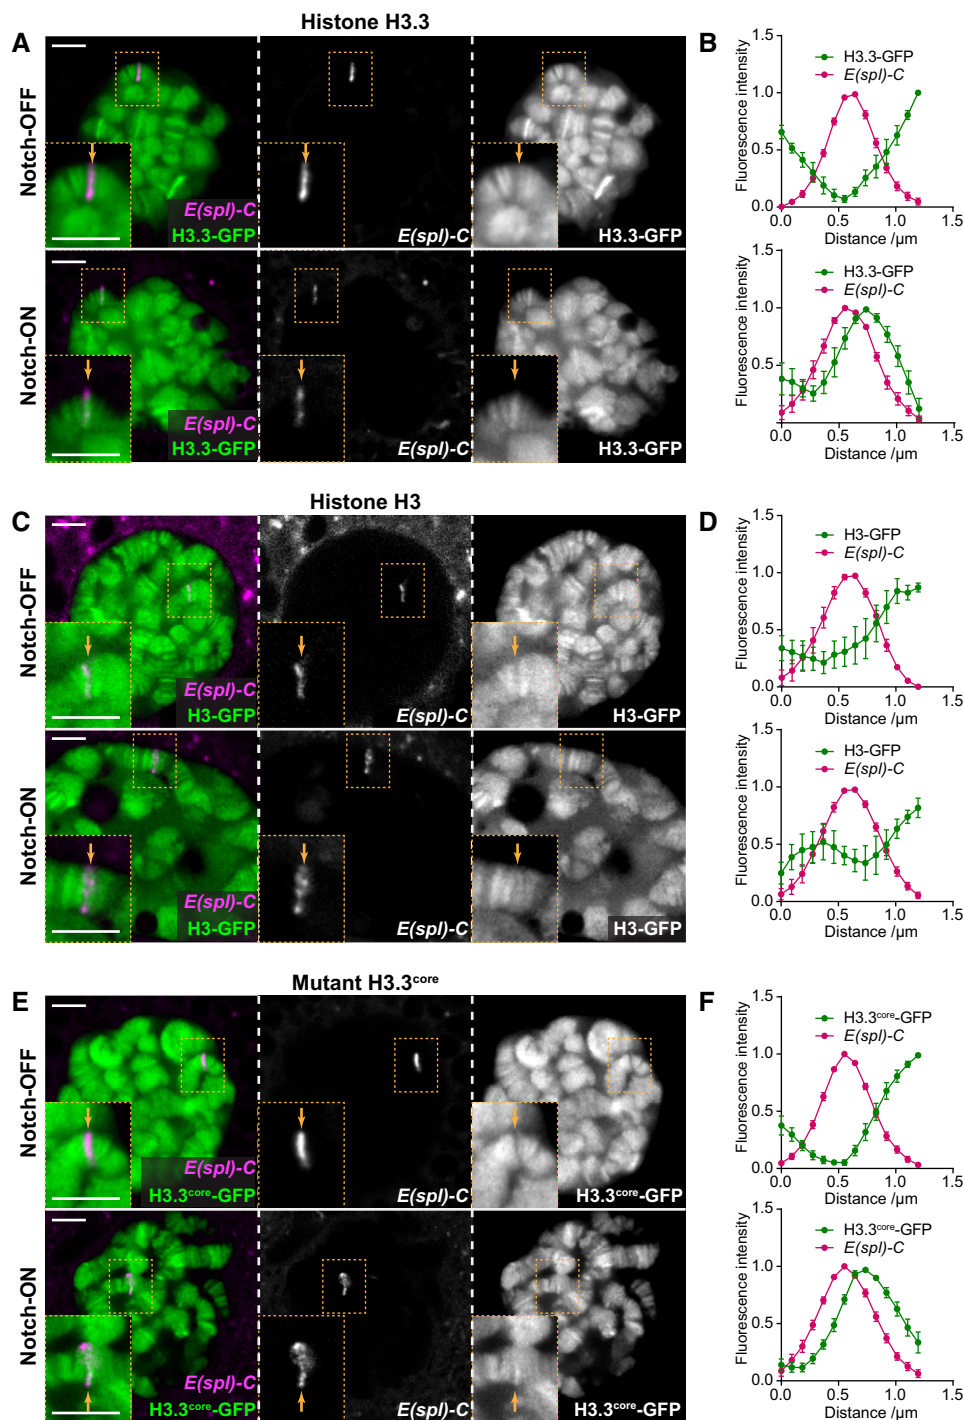 Histone H3.3
A
Notch-OFF
E(spl)-C
H3.3-GFP
E(spl)-C
H3.3-GFP
Notch-ON
E(spl)-C
H3.3-GFP
E(spl)-C
H3.3-GFP
B
1.5
1.0
0.5
0.0
Fluorescence intensity
H3.3-GFP
E(spl)-C
0.0 0.5 1.0 1.5
Distance /µm
1.5
1.0
0.5
Fluorescence intensity
H3.3-GFP
E(spl)-C
0.0 0.5 1.0 1.5
Distance /µm
Histone H3
C
Notch-OFF
E(spl)-C
H3-GFP
E(spl)-C
H3-GFP
Notch-ON
E(spl)-C
H3-GFP
E(spl)-C
H3-GFP
D
1.5
1.0
0.5
0.0
Fluorescence intensity
H3-GFP
E(spl)-C
0.0 0.5 1.0 1.5
Distance /µm
1.5
1.0
0.5
0.0
Fluorescence intensity
H3-GFP
E(spl)-C
0.0 0.5 1.0 1.5
Distance /µm
Mutant H3.3core
E
Notch-OFF
E(spl)-C
H3.3core-GFP
E(spl)-C
H3.3core-GFP
Notch-ON
E(spl)-C
H3.3core-GFP
E(spl)-C
H3.3core-GFP
F
1.5
1.0
0.5
0.0
Fluorescence intensity
H3.3core-GFP
E(spl)-C
0.0 0.5 1.0 1.5
Distance /µm
1.5
1.0
0.5
0.0
Fluorescence intensity
H3.3core-GFP
E(spl)-C
0.0 0.5 1.0 1.5
Distance /µm